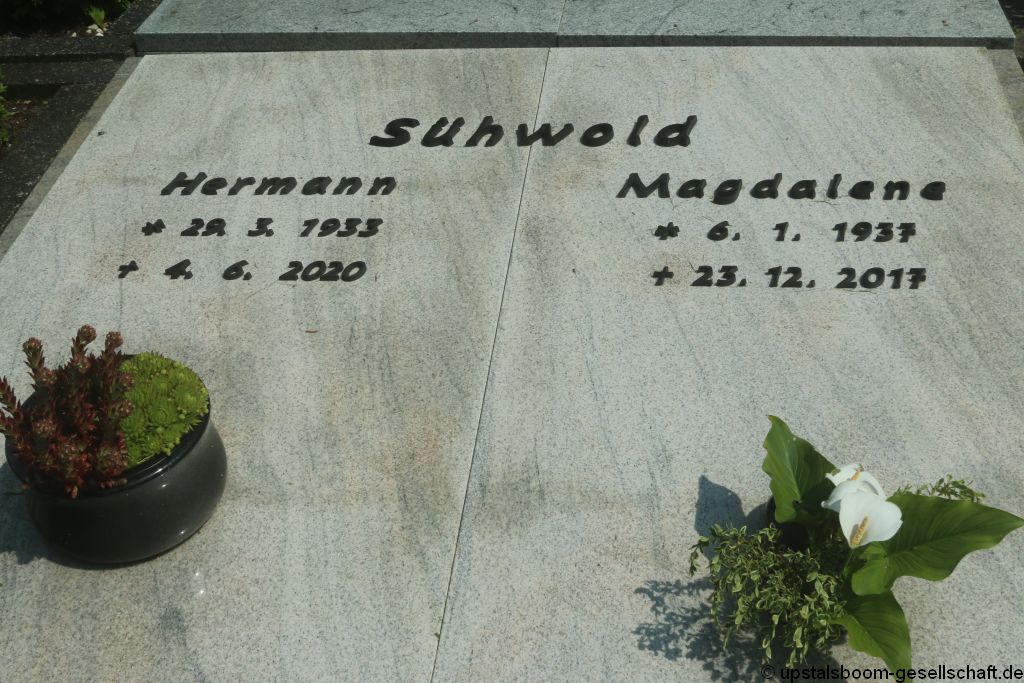 Sühwold
Hermann
* 29. 3. 1933
+ 4. 6. 2020
Magdalene
* 6. 1. 1937
+ 23. 12. 2017
© upstalsboom-gesellschaft.de